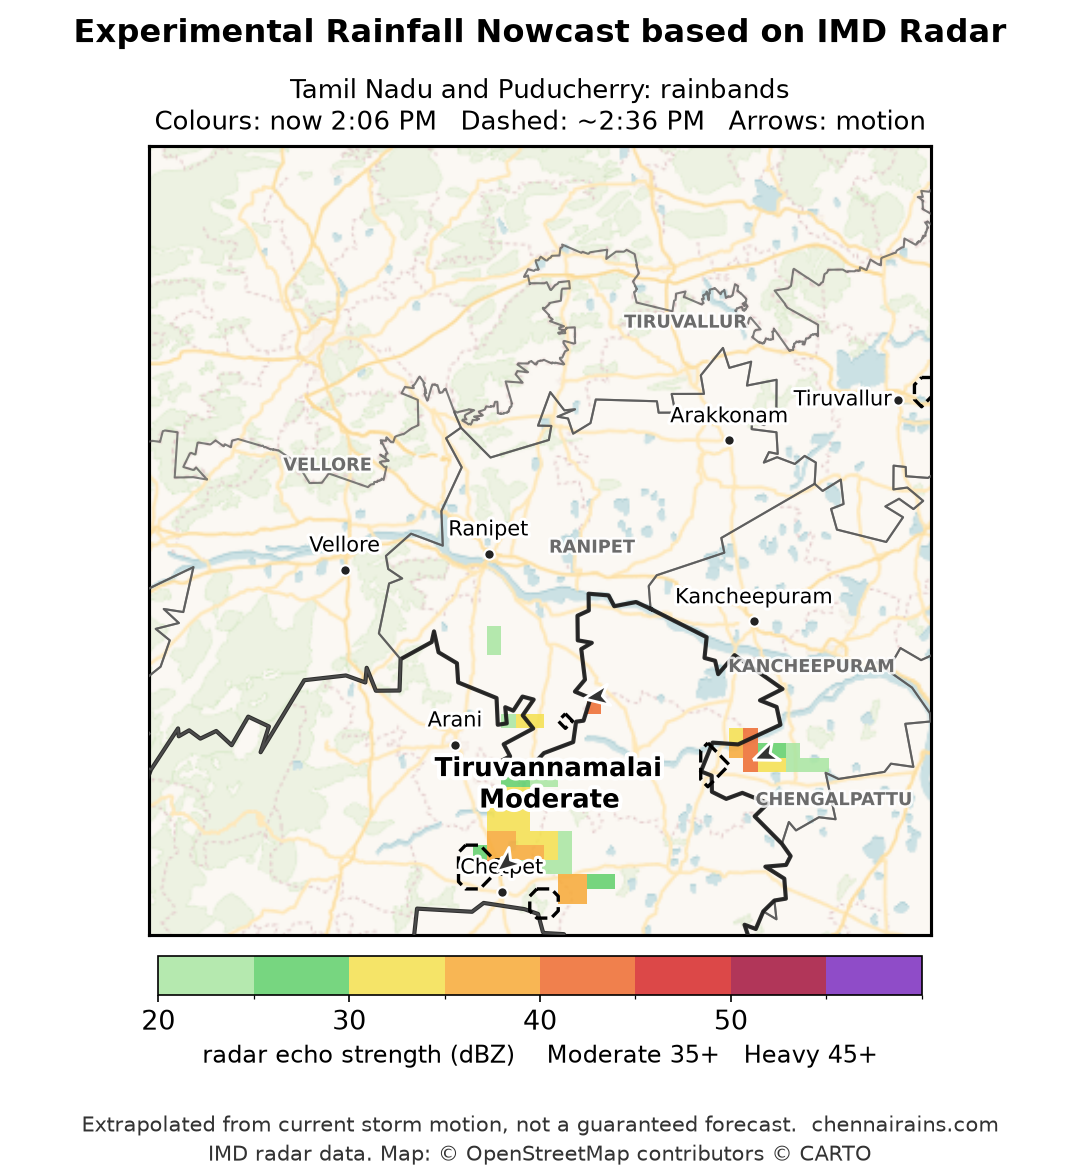 Experimental Rainfall Nowcast based on IMD Radar
Tamil Nadu and Puducherry: rainbands
Colours: now 2:06 PM   Dashed: ~2:36 PM   Arrows: motion
TIRUVALLUR
Tiruvallur
Arakkonam
VELLORE
Ranipet
Vellore
RANIPET
Kancheepuram
KANCHEEPURAM
Arani
Tiruvannamalai
Moderate
CHENGALPATTU
Chetpet
20 30 40 50
radar echo strength (dBZ)   Moderate 35+   Heavy 45+
Extrapolated from current storm motion, not a guaranteed forecast.  chennairains.com
IMD radar data. Map: © OpenStreetMap contributors © CARTO